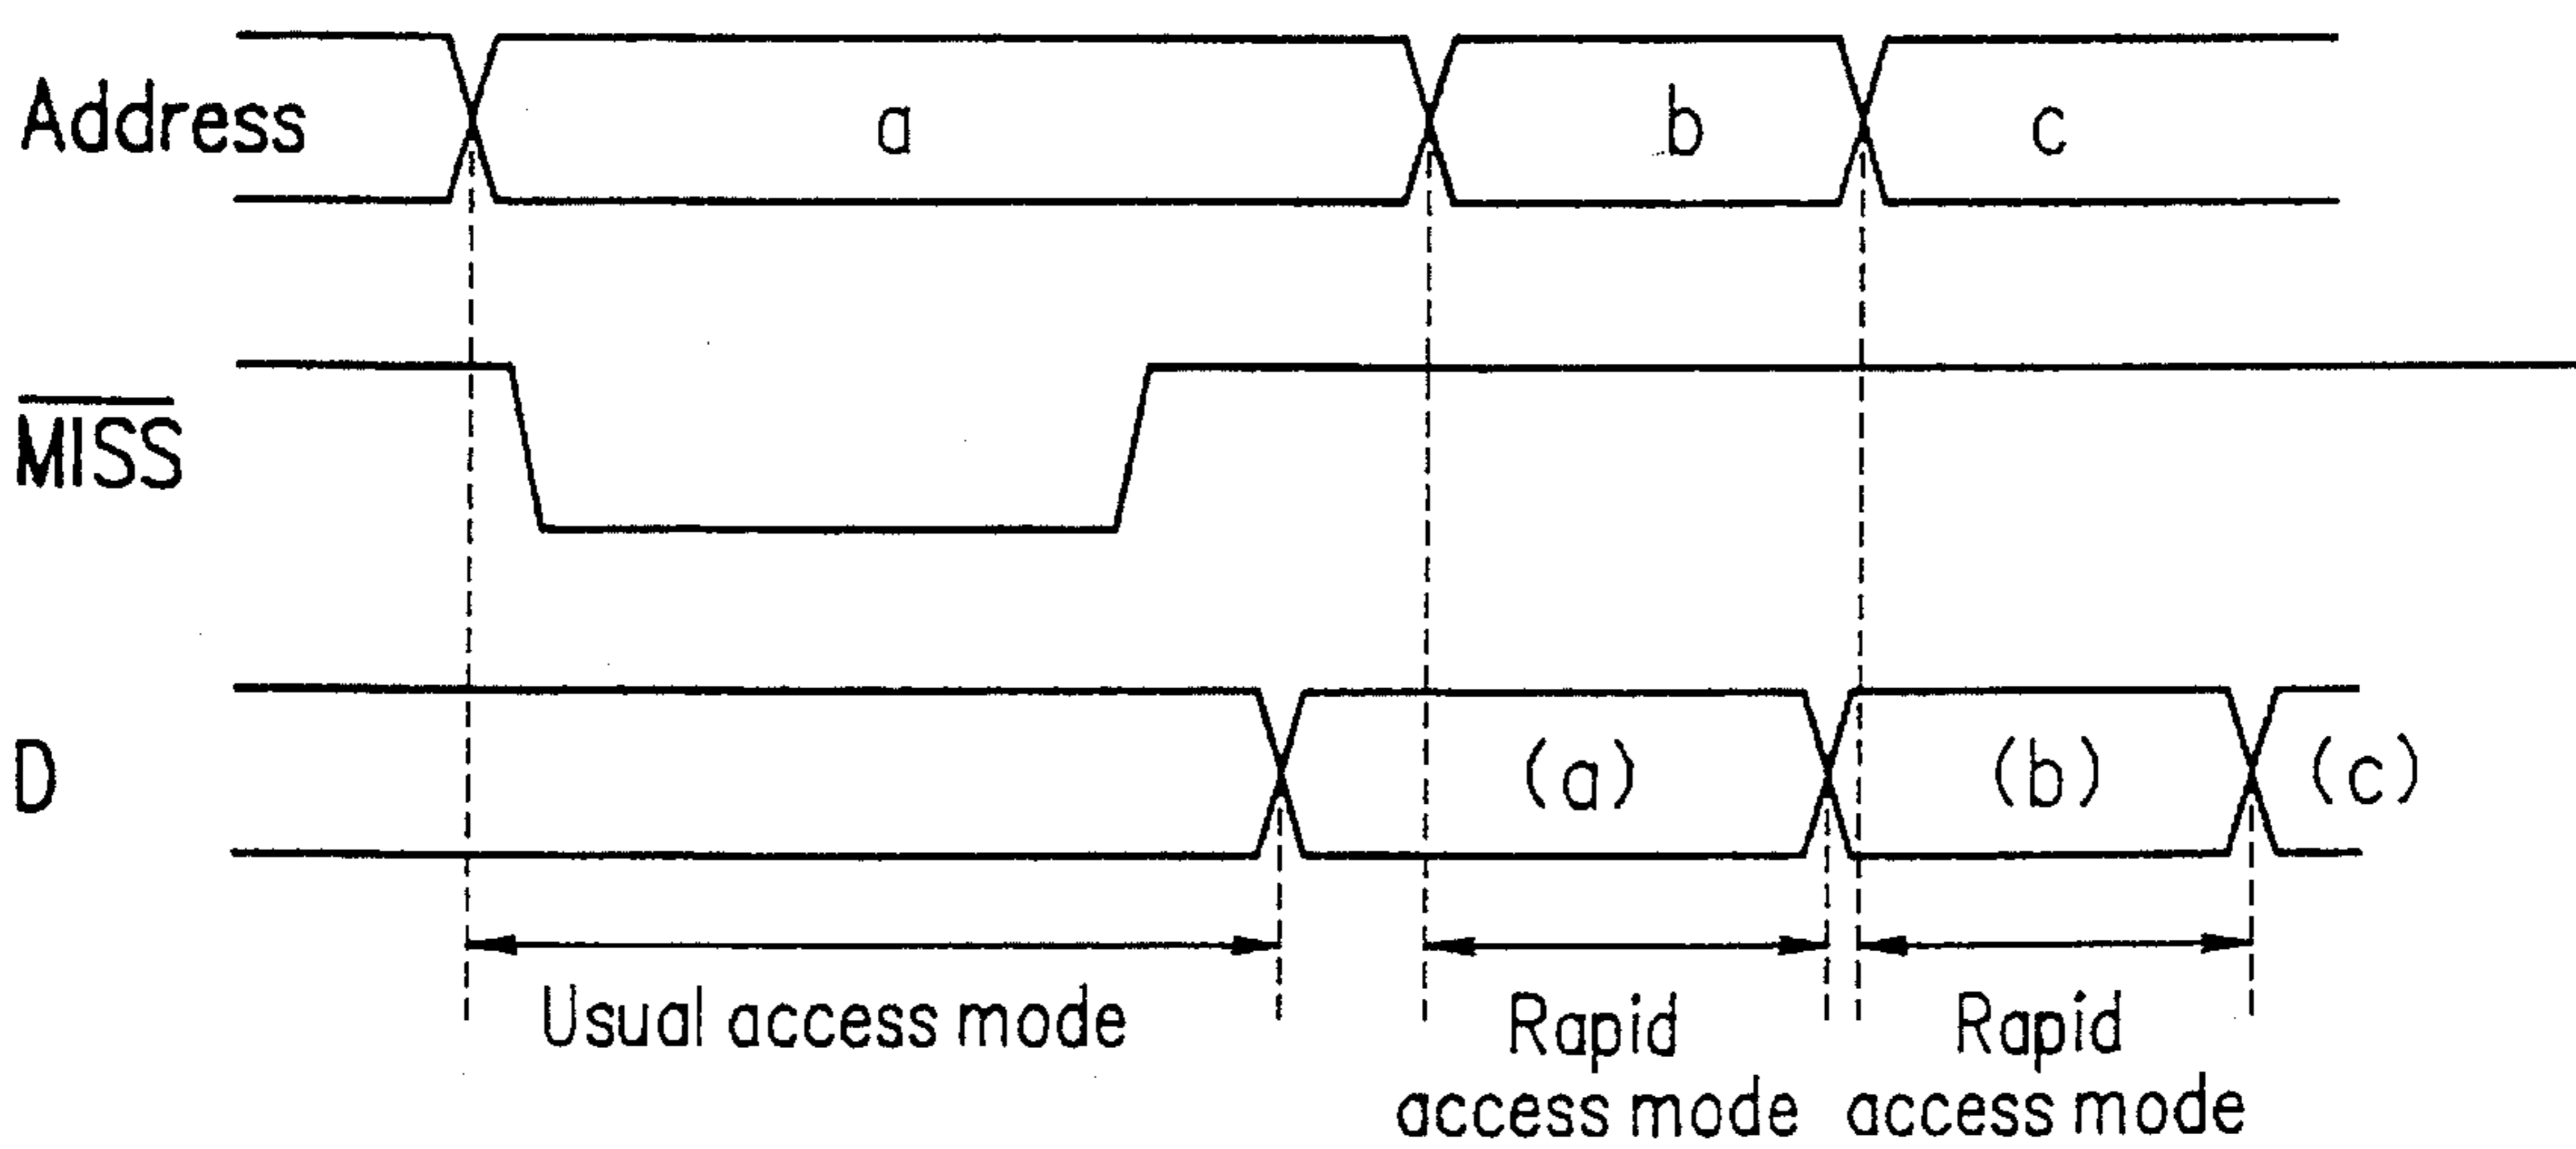 Address a b c
MISS
D (a) (b) (c)
Usual access mode
Rapid
access mode
Rapid
access mode